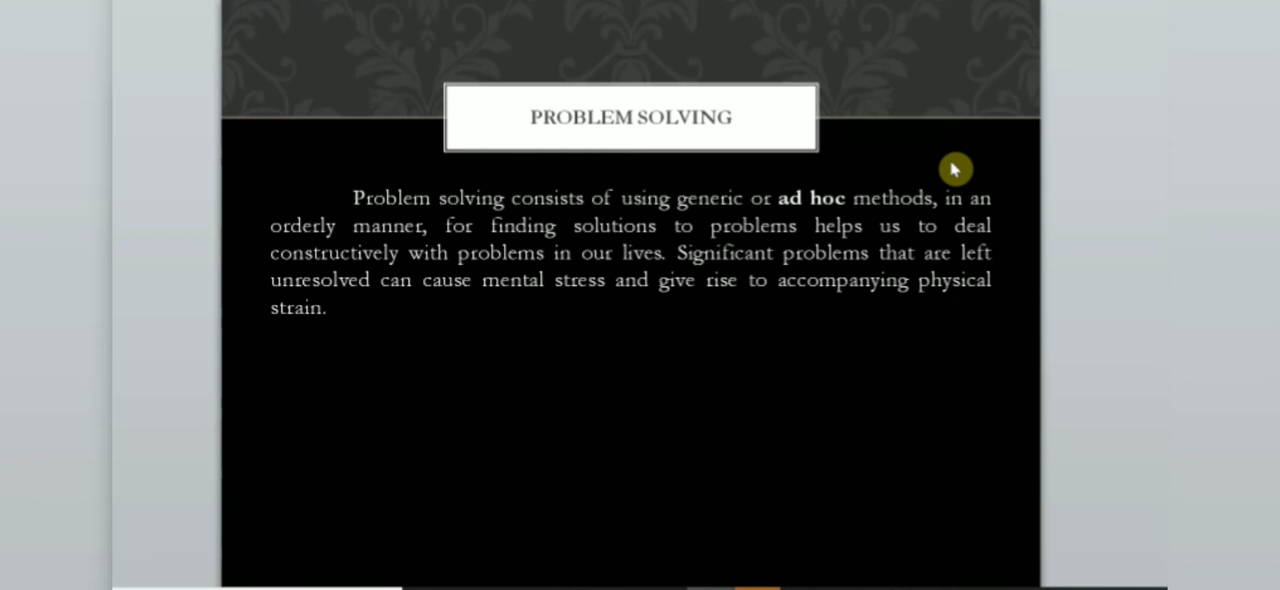 PROBLEM SOLVING
Problem solving consists of using generic or ad hoc methods, in an
orderly manner, for finding solutions to problems helps us to deal
constructively with problems in our lives. Significant problems that are left
unresolved can cause mental stress and give rise to accompanying physical
strain.